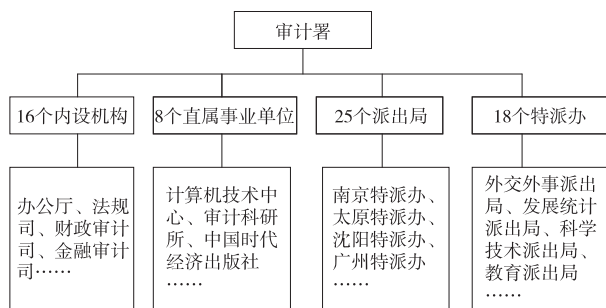 审计署
16个内设机构
8个直属事业单位
25个派出局
18个特派办
办公厅、法规
司、财政审计
司、金融审计
司……
计算机技术中
心、审计科研
所、中国时代
经济出版社
……
南京特派办、
太原特派办、
沈阳特派办、
广州特派办
……
外交外事派出
局、发展统计
派出局、科学
技术派出局、
教育派出局
……